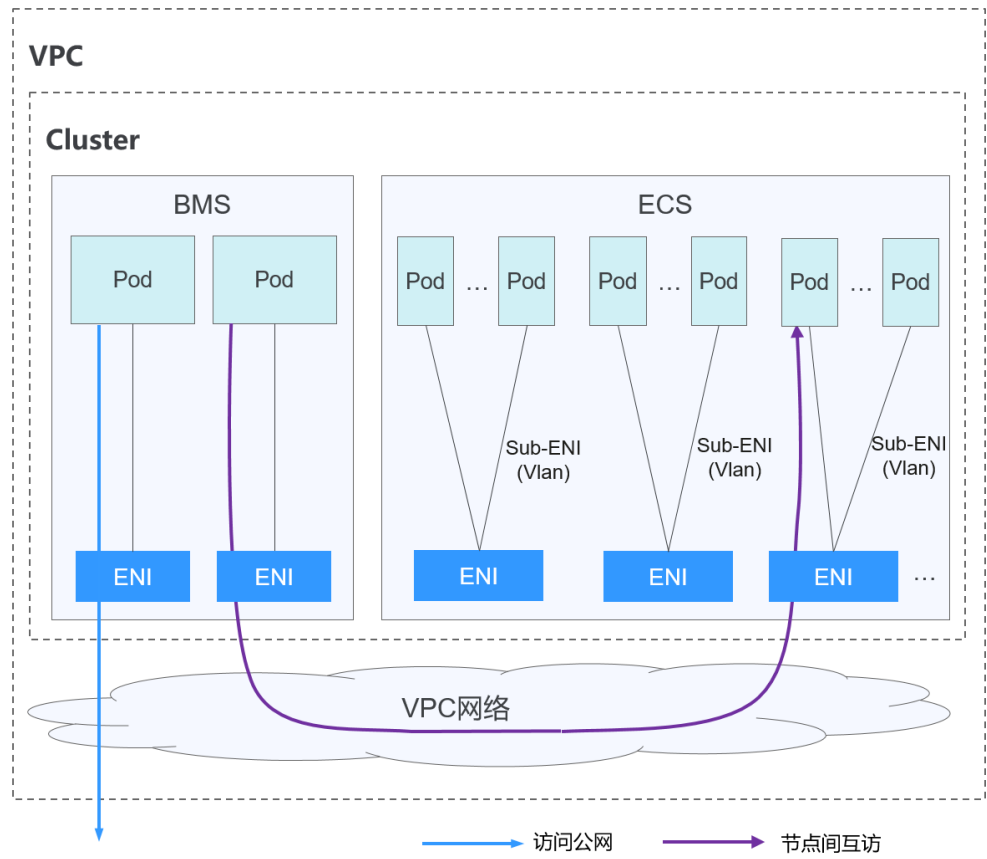 VPC
Cluster
BMS
ECS
Pod
Pod
Pod
...
Pod
Pod
...
Pod
Pod
...
Pod
Sub-ENI
(Vlan)
Sub-ENI
(Vlan)
Sub-ENI
(Vlan)
ENI
ENI
ENI
ENI
ENI
...
VPC网络
访问公网
节点间互访